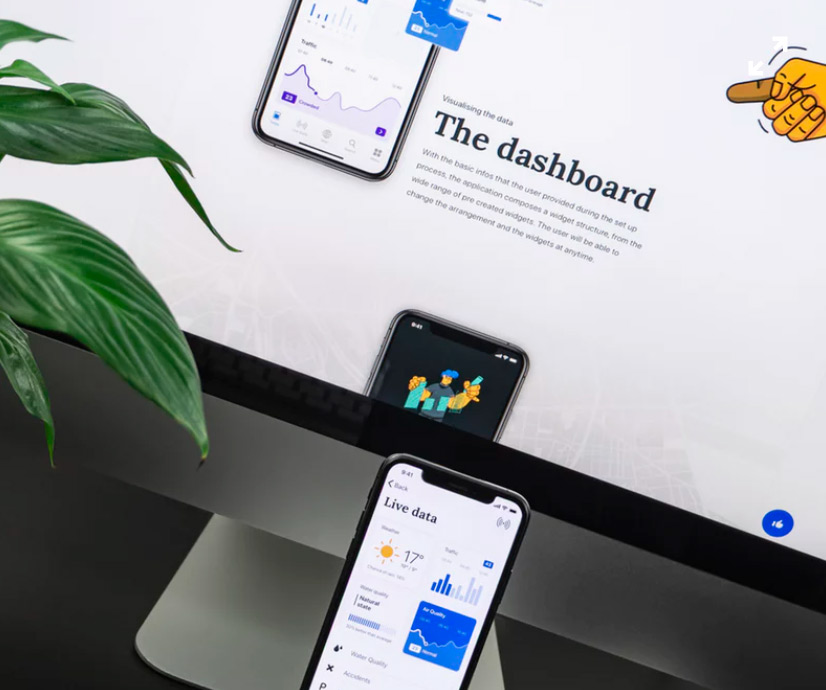 Traffic
Crowded
Visualising the data
The dashboard
With the basic infos that the user provided during the set up
process, the application composes a widget structure, from the
wide range of pre created widgets. The user will be able to
change the arrangement and the widgets at anytime.
9:41
9:41
Back
Live data
Weather
17°
Traffic
Water quality
Natural
state
Air Quality
Normal
Water Quality
Accidents